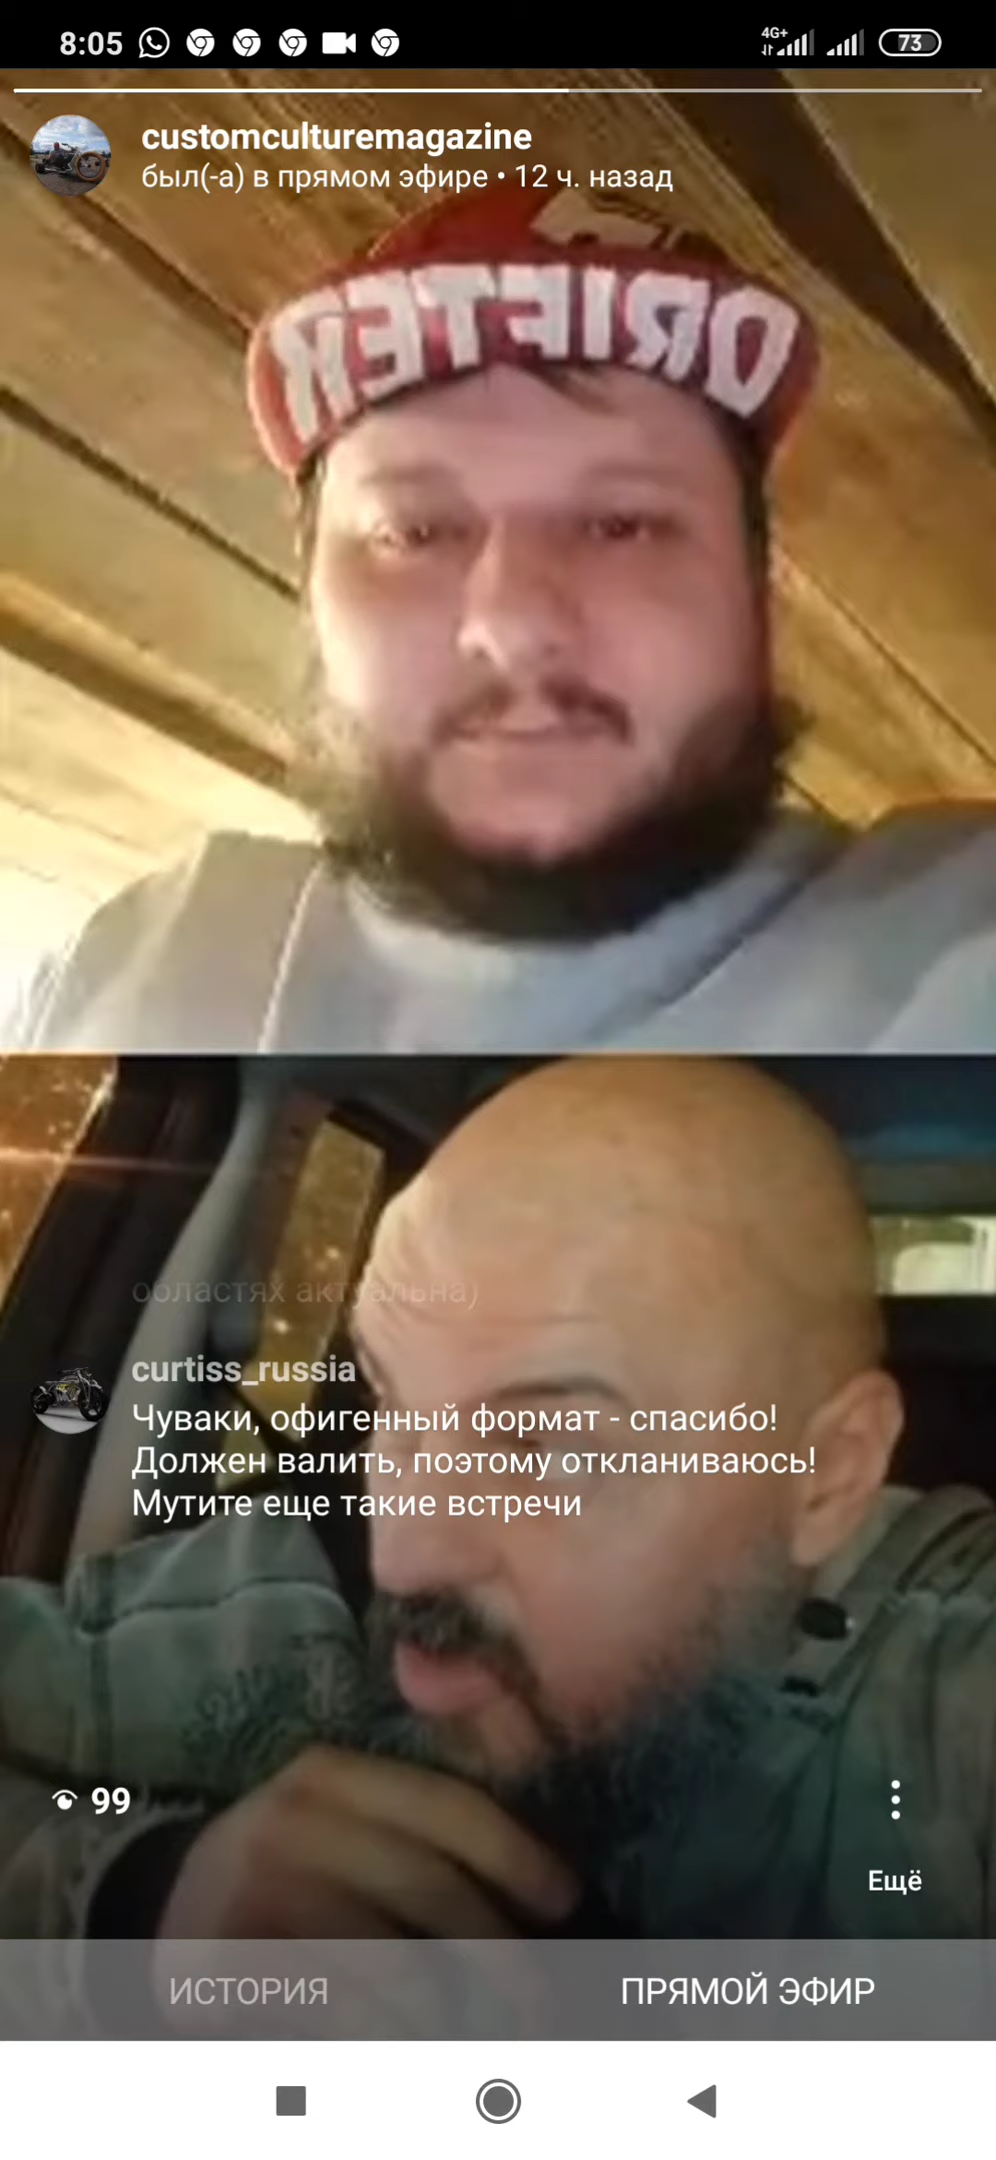 8:05
4G+
73
customculturemagazine
был(-а) в прямом эфире • 12 ч. назад
DRIFTER
областях актуальна)
curtiss_russia
Чуваки, офигенный формат - спасибо!
Должен валить, поэтому откланиваюсь!
Мутите еще такие встречи
99
Ещё
ИСТОРИЯ
ПРЯМОЙ ЭФИР